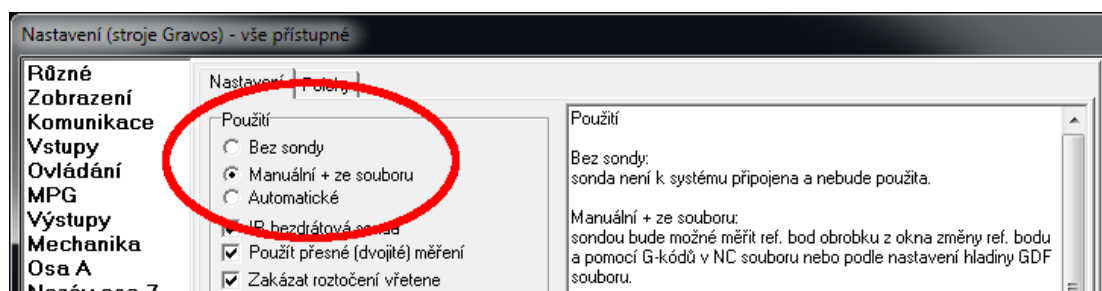 Nastavení (stroje Gravos) - vše přístupné
Různé
Zobrazení
Komunikace
Vstupy
Ovládání
MPG
Výstupy
Mechanika
Osa A
Nastavení
Polohy
Použití
Bez sondy
Manuální + ze souboru
Automatické
IR bezdrátová sonda
Použít přesné (dvojité) měření
Zakázat roztočení vřetene
Použití
Bez sondy:
sonda není k systému připojena a nebude použita.
Manuální + ze souboru:
sondou bude možné měřit ref. bod obrobku z okna změny ref. bodu
a pomocí G-kódů v NC souboru nebo podle nastavení hladiny GDF
souboru.